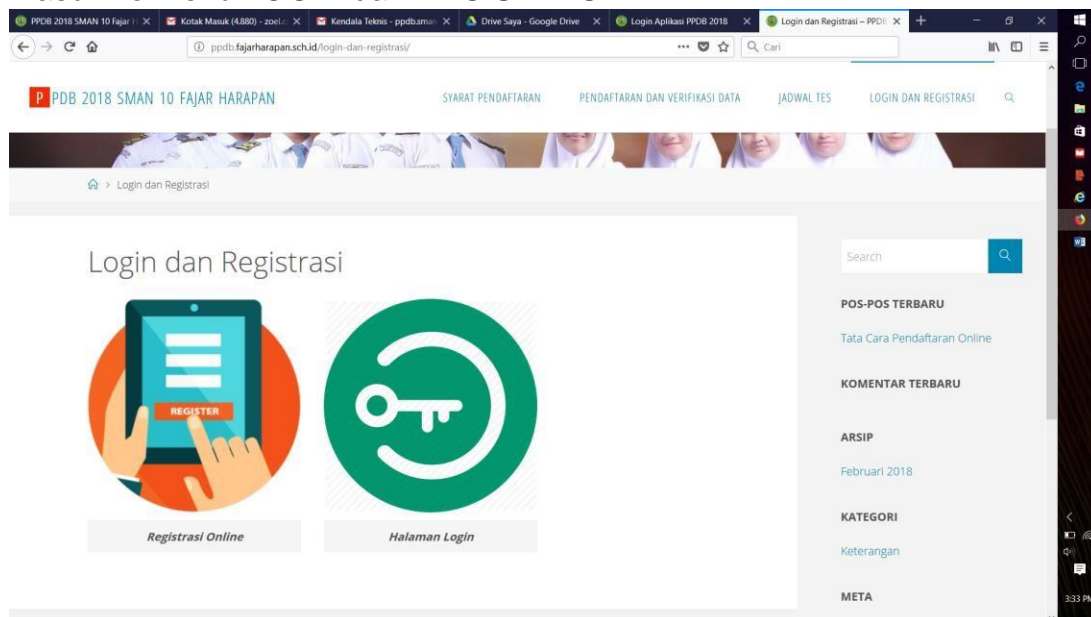 PPDB 2018 SMAN 10 Fajar H
Kotak Masuk (4.880) - zoel.
Kendala Teknis - ppdb.sman
Drive Saya - Google Drive
Login Aplikasi PPDB 2018
Login dan Registrasi – PPDB
ppdb.fajarharapan.sch.id/login-dan-registrasi/
Cari
P PDB 2018 SMAN 10 FAJAR HARAPAN
SYARAT PENDAFTARAN
PENDAFTARAN DAN VERIFIKASI DATA
JADWAL TES
LOGIN DAN REGISTRASI
> Login dan Registrasi
Login dan Registrasi
REGISTER
Registrasi Online
Halaman Login
Search
POS-POS TERBARU
Tata Cara Pendaftaran Online
KOMENTAR TERBARU
ARSIP
Februari 2018
KATEGORI
Keterangan
META
3:33 PM